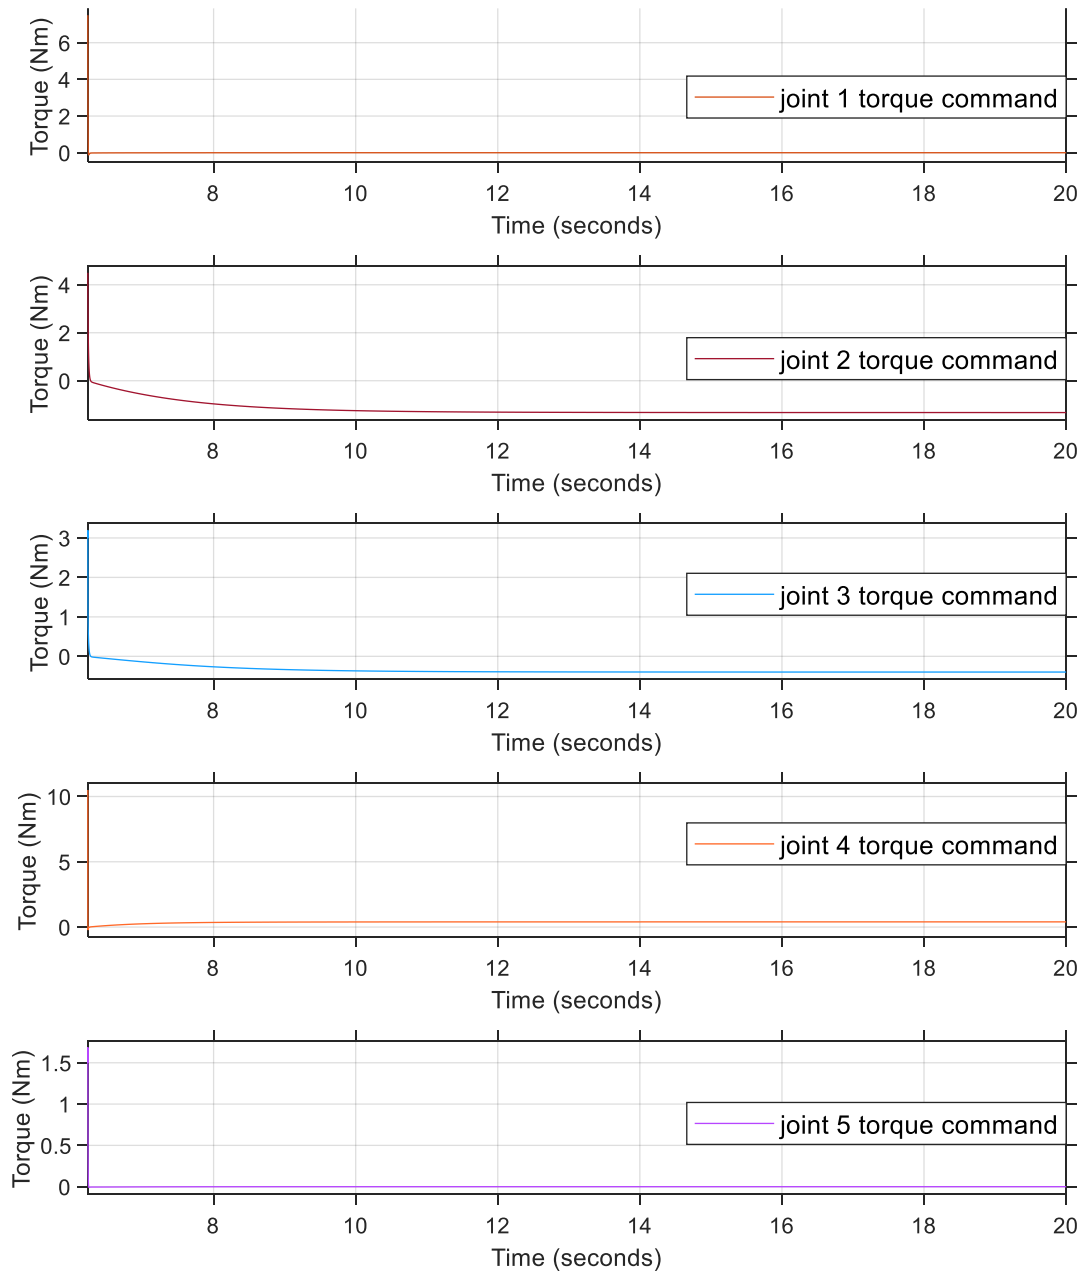 Torque (Nm)
6
4
2
0
joint 1 torque command
8 10 12 14 16 18 20
Time (seconds)
Torque (Nm)
4
2
0
joint 2 torque command
8 10 12 14 16 18 20
Time (seconds)
Torque (Nm)
3
2
1
0
joint 3 torque command
8 10 12 14 16 18 20
Time (seconds)
Torque (Nm)
10
5
0
joint 4 torque command
8 10 12 14 16 18 20
Time (seconds)
Torque (Nm)
1.5
1
0.5
0
joint 5 torque command
8 10 12 14 16 18 20
Time (seconds)